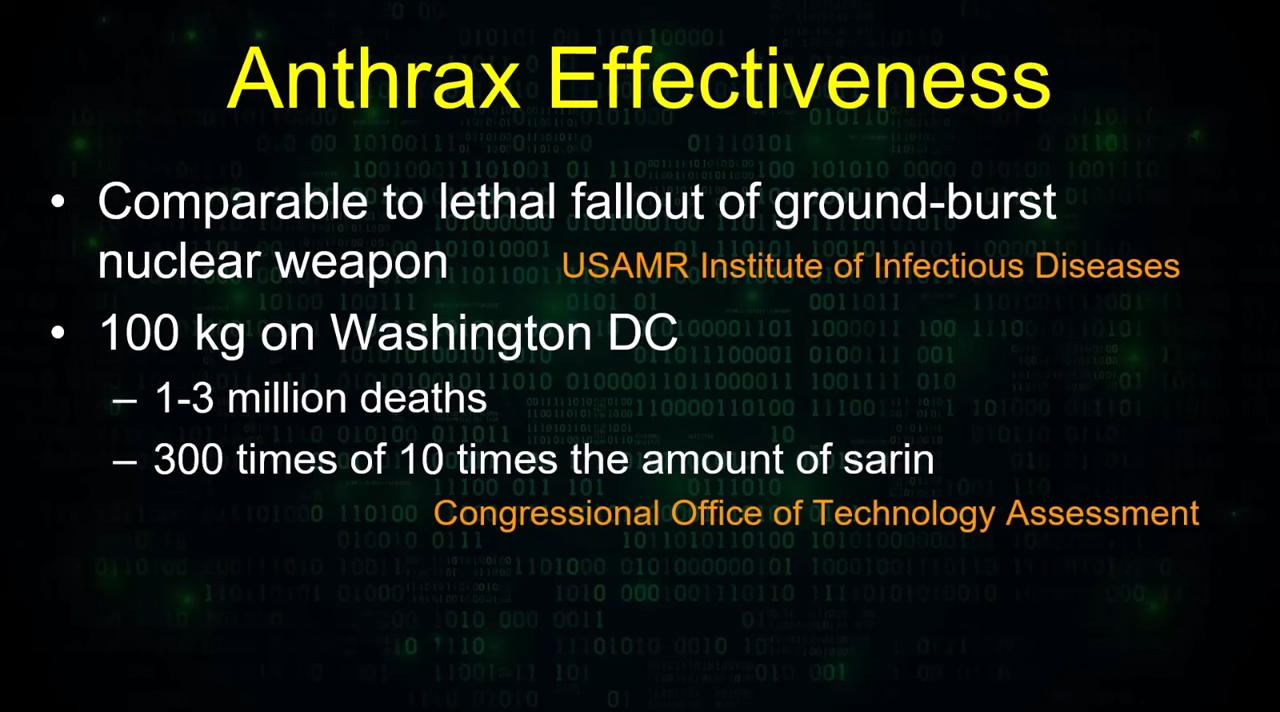 Anthrax Effectiveness
• Comparable to lethal fallout of ground-burst
nuclear weapon USAMR Institute of Infectious Diseases
• 100 kg on Washington DC
– 1-3 million deaths
– 300 times of 10 times the amount of sarin
Congressional Office of Technology Assessment